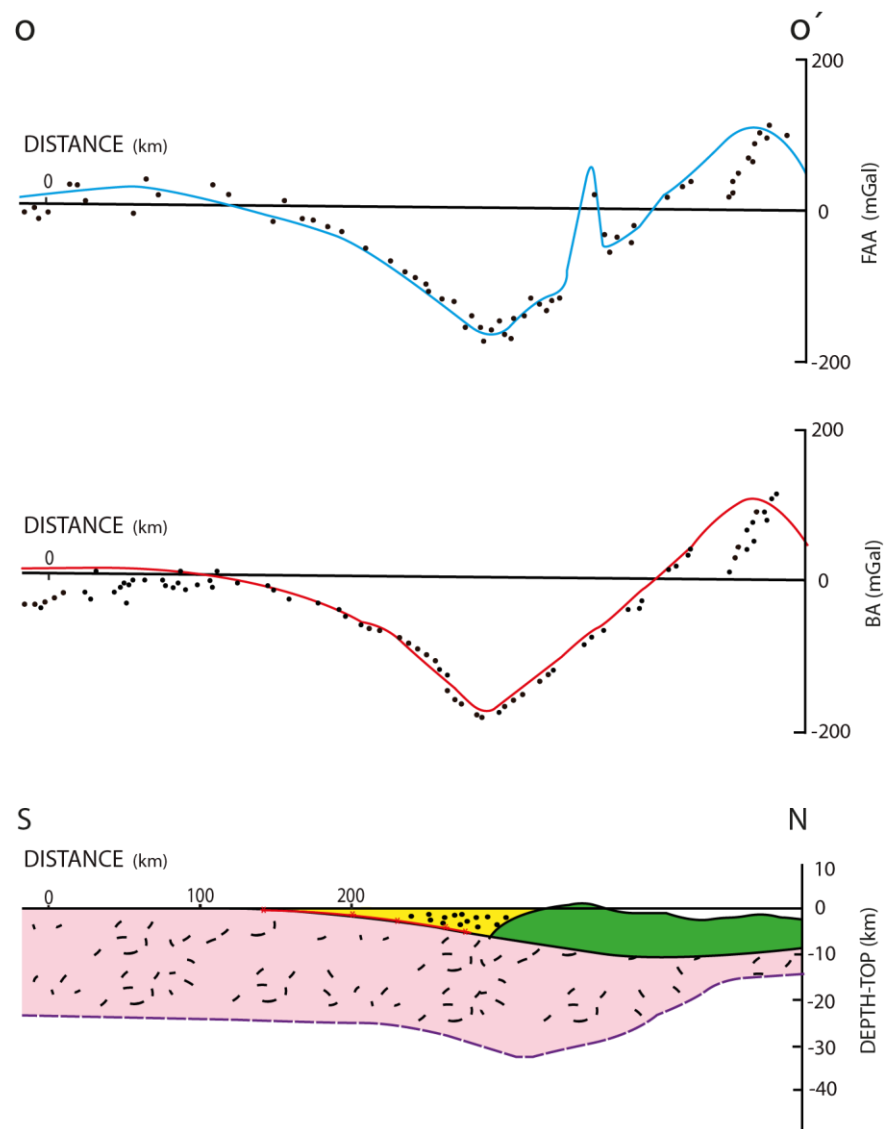 O O´
200
DISTANCE (km)
0
0
FAA (mGal)
-200
200
DISTANCE (km)
0
0
BA (mGal)
-200
S N
DISTANCE (km)
10
0 100 200
0
-10
-20
-30
-40
DEPTH-TOP (km)